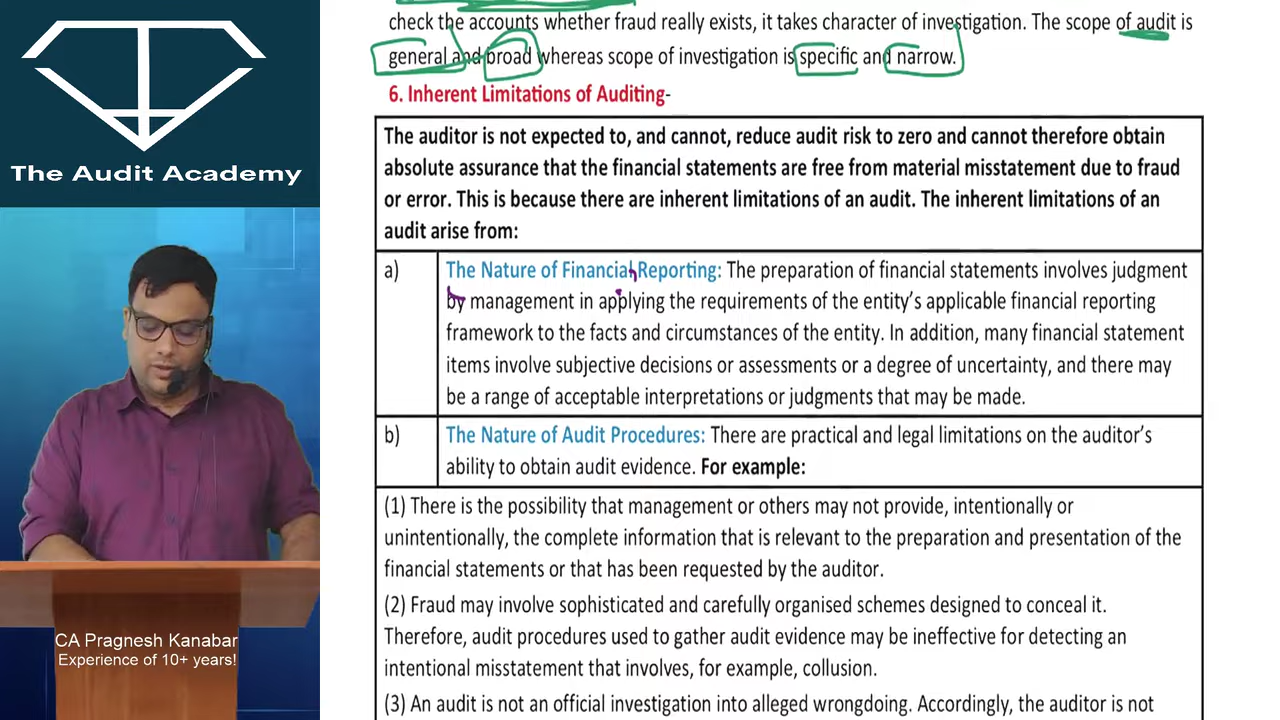 The Audit Academy
CA Pragnesh Kanabar
Experience of 10+ years!
check the accounts whether fraud really exists, it takes character of investigation. The scope of audit is
general and broad whereas scope of investigation is specific and narrow.
6. Inherent Limitations of Auditing-
The auditor is not expected to, and cannot, reduce audit risk to zero and cannot therefore obtain
absolute assurance that the financial statements are free from material misstatement due to fraud
or error. This is because there are inherent limitations of an audit. The inherent limitations of an
audit arise from:
a) The Nature of Financial Reporting: The preparation of financial statements involves judgment
by management in applying the requirements of the entity's applicable financial reporting
framework to the facts and circumstances of the entity. In addition, many financial statement
items involve subjective decisions or assessments or a degree of uncertainty, and there may
be a range of acceptable interpretations or judgments that may be made.
b) The Nature of Audit Procedures: There are practical and legal limitations on the auditor's
ability to obtain audit evidence. For example:
(1) There is the possibility that management or others may not provide, intentionally or
unintentionally, the complete information that is relevant to the preparation and presentation of the
financial statements or that has been requested by the auditor.
(2) Fraud may involve sophisticated and carefully organised schemes designed to conceal it.
Therefore, audit procedures used to gather audit evidence may be ineffective for detecting an
intentional misstatement that involves, for example, collusion.
(3) An audit is not an official investigation into alleged wrongdoing. Accordingly, the auditor is not